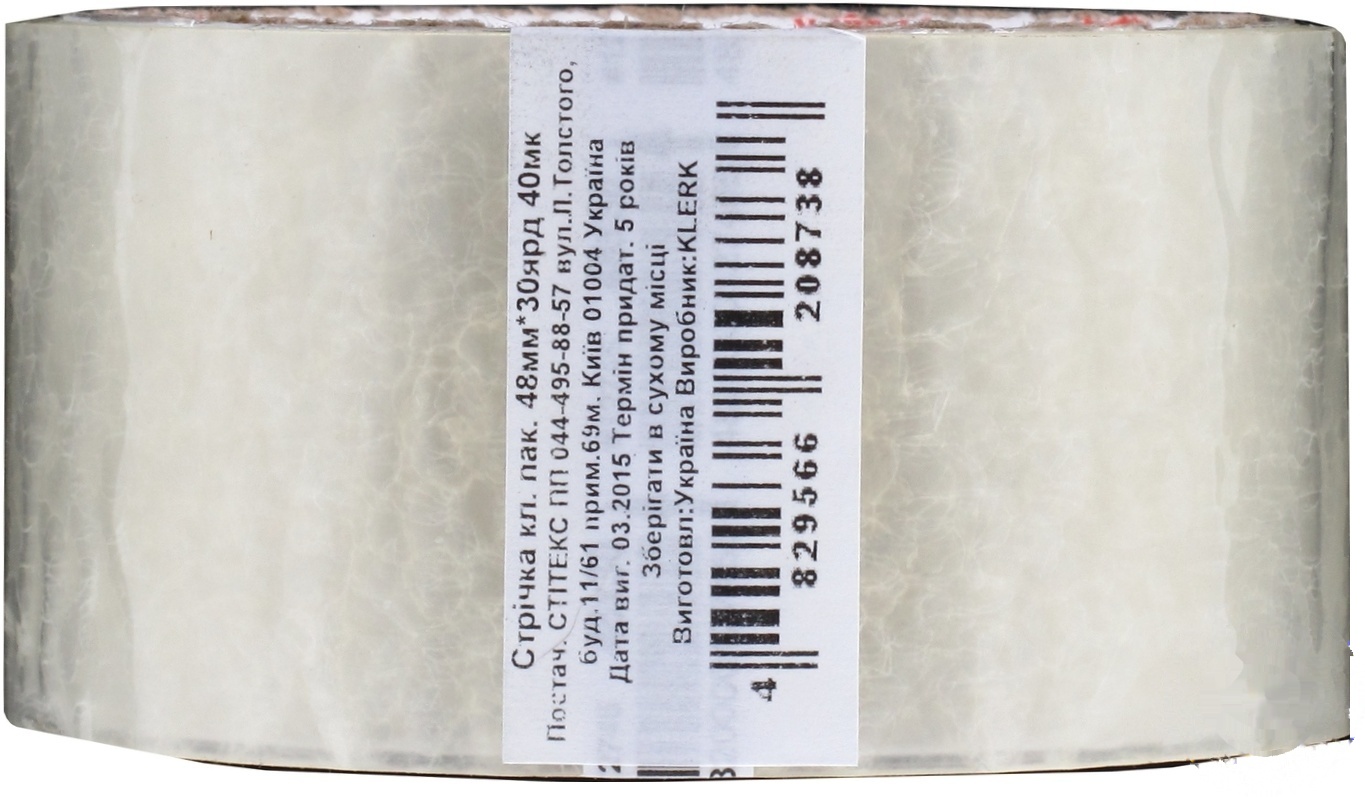 Стрічка кл. пак. 48мм*30ярд 40мк
Постач. СТІТЕКС ПП 044-495-88-57 вул.Л.Толстого,
буд.11/61 прим.69м. Київ 01004 Україна
Дата виг. 03.2015 Термін придат. 5 років
Зберігати в сухому місці
Виготовл:Україна Виробник:KLERK
4 829566 208738